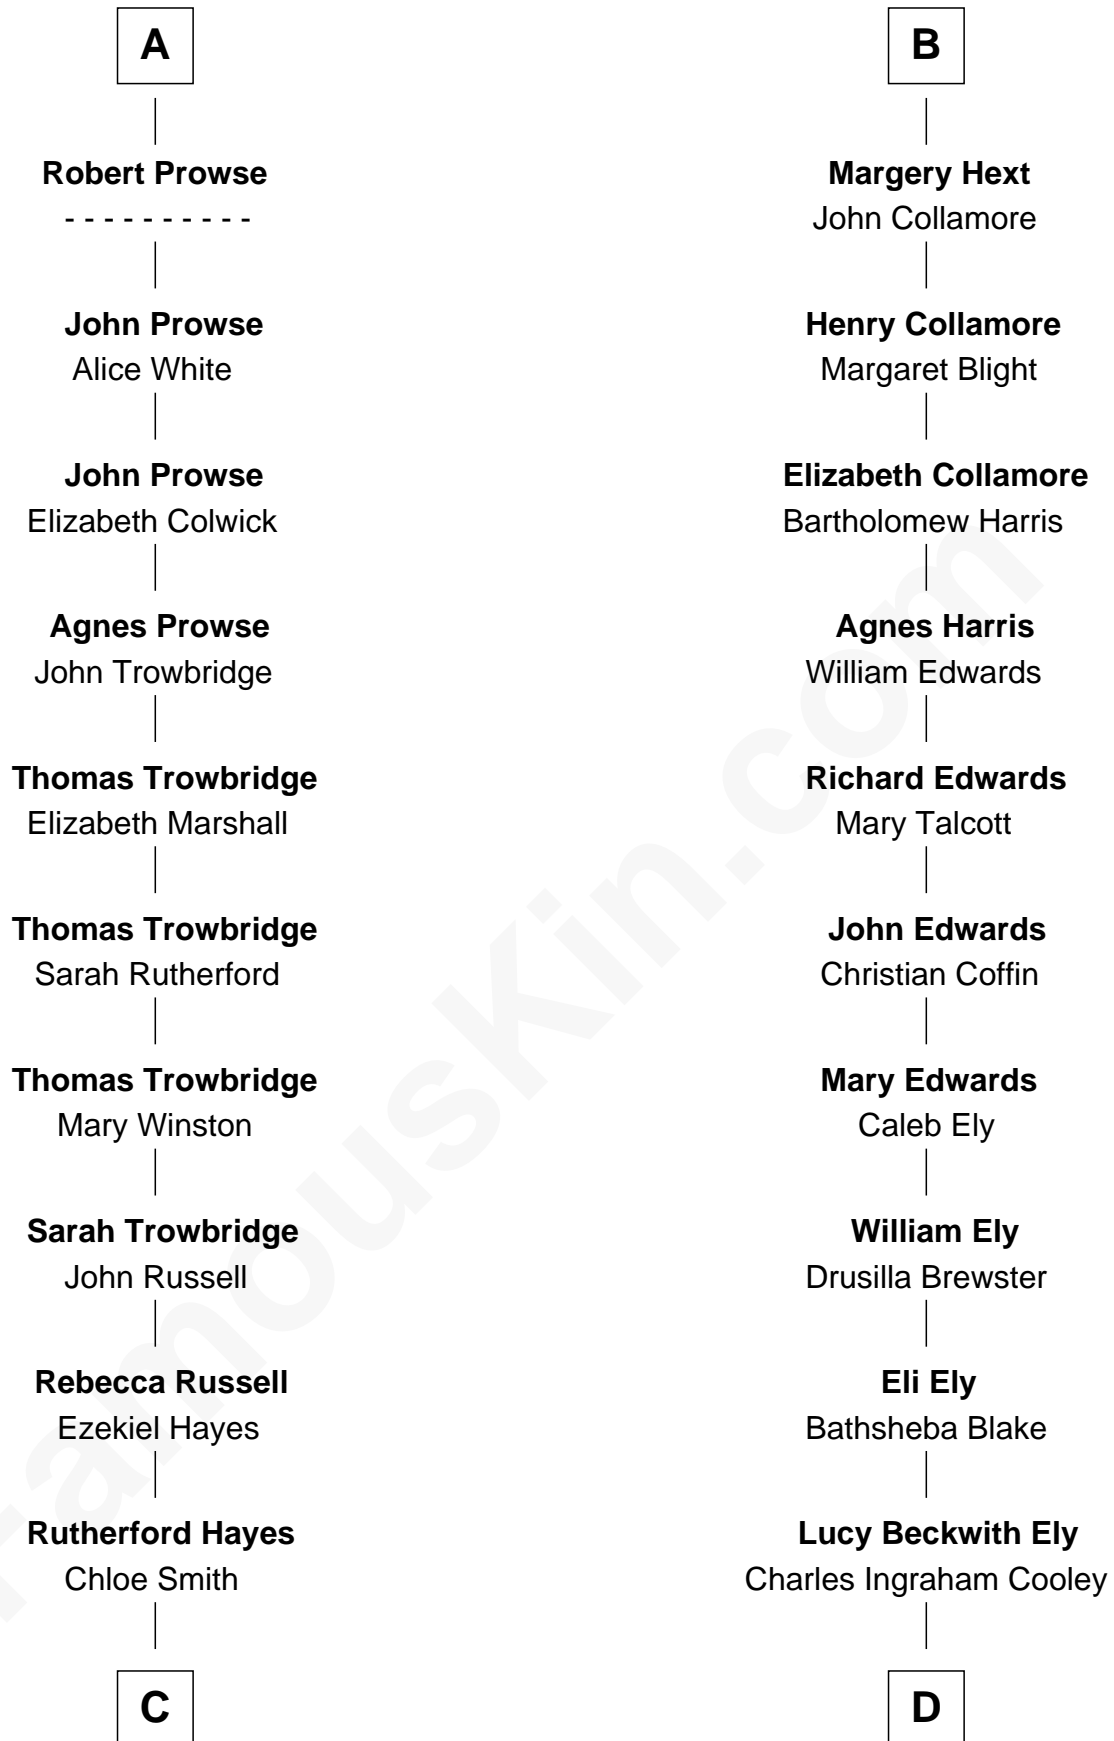 A
Robert Prowse
- - - - - - - - - -
John Prowse
Alice White
John Prowse
Elizabeth Colwick
Agnes Prowse
John Trowbridge
Thomas Trowbridge
Elizabeth Marshall
Thomas Trowbridge
Sarah Rutherford
Thomas Trowbridge
Mary Winston
Sarah Trowbridge
John Russell
Rebecca Russell
Ezekiel Hayes
Rutherford Hayes
Chloe Smith
C
B
Margery Hext
John Collamore
Henry Collamore
Margaret Blight
Elizabeth Collamore
Bartholomew Harris
Agnes Harris
William Edwards
Richard Edwards
Mary Talcott
John Edwards
Christian Coffin
Mary Edwards
Caleb Ely
William Ely
Drusilla Brewster
Eli Ely
Bathsheba Blake
Lucy Beckwith Ely
Charles Ingraham Cooley
D
FamousKin.com